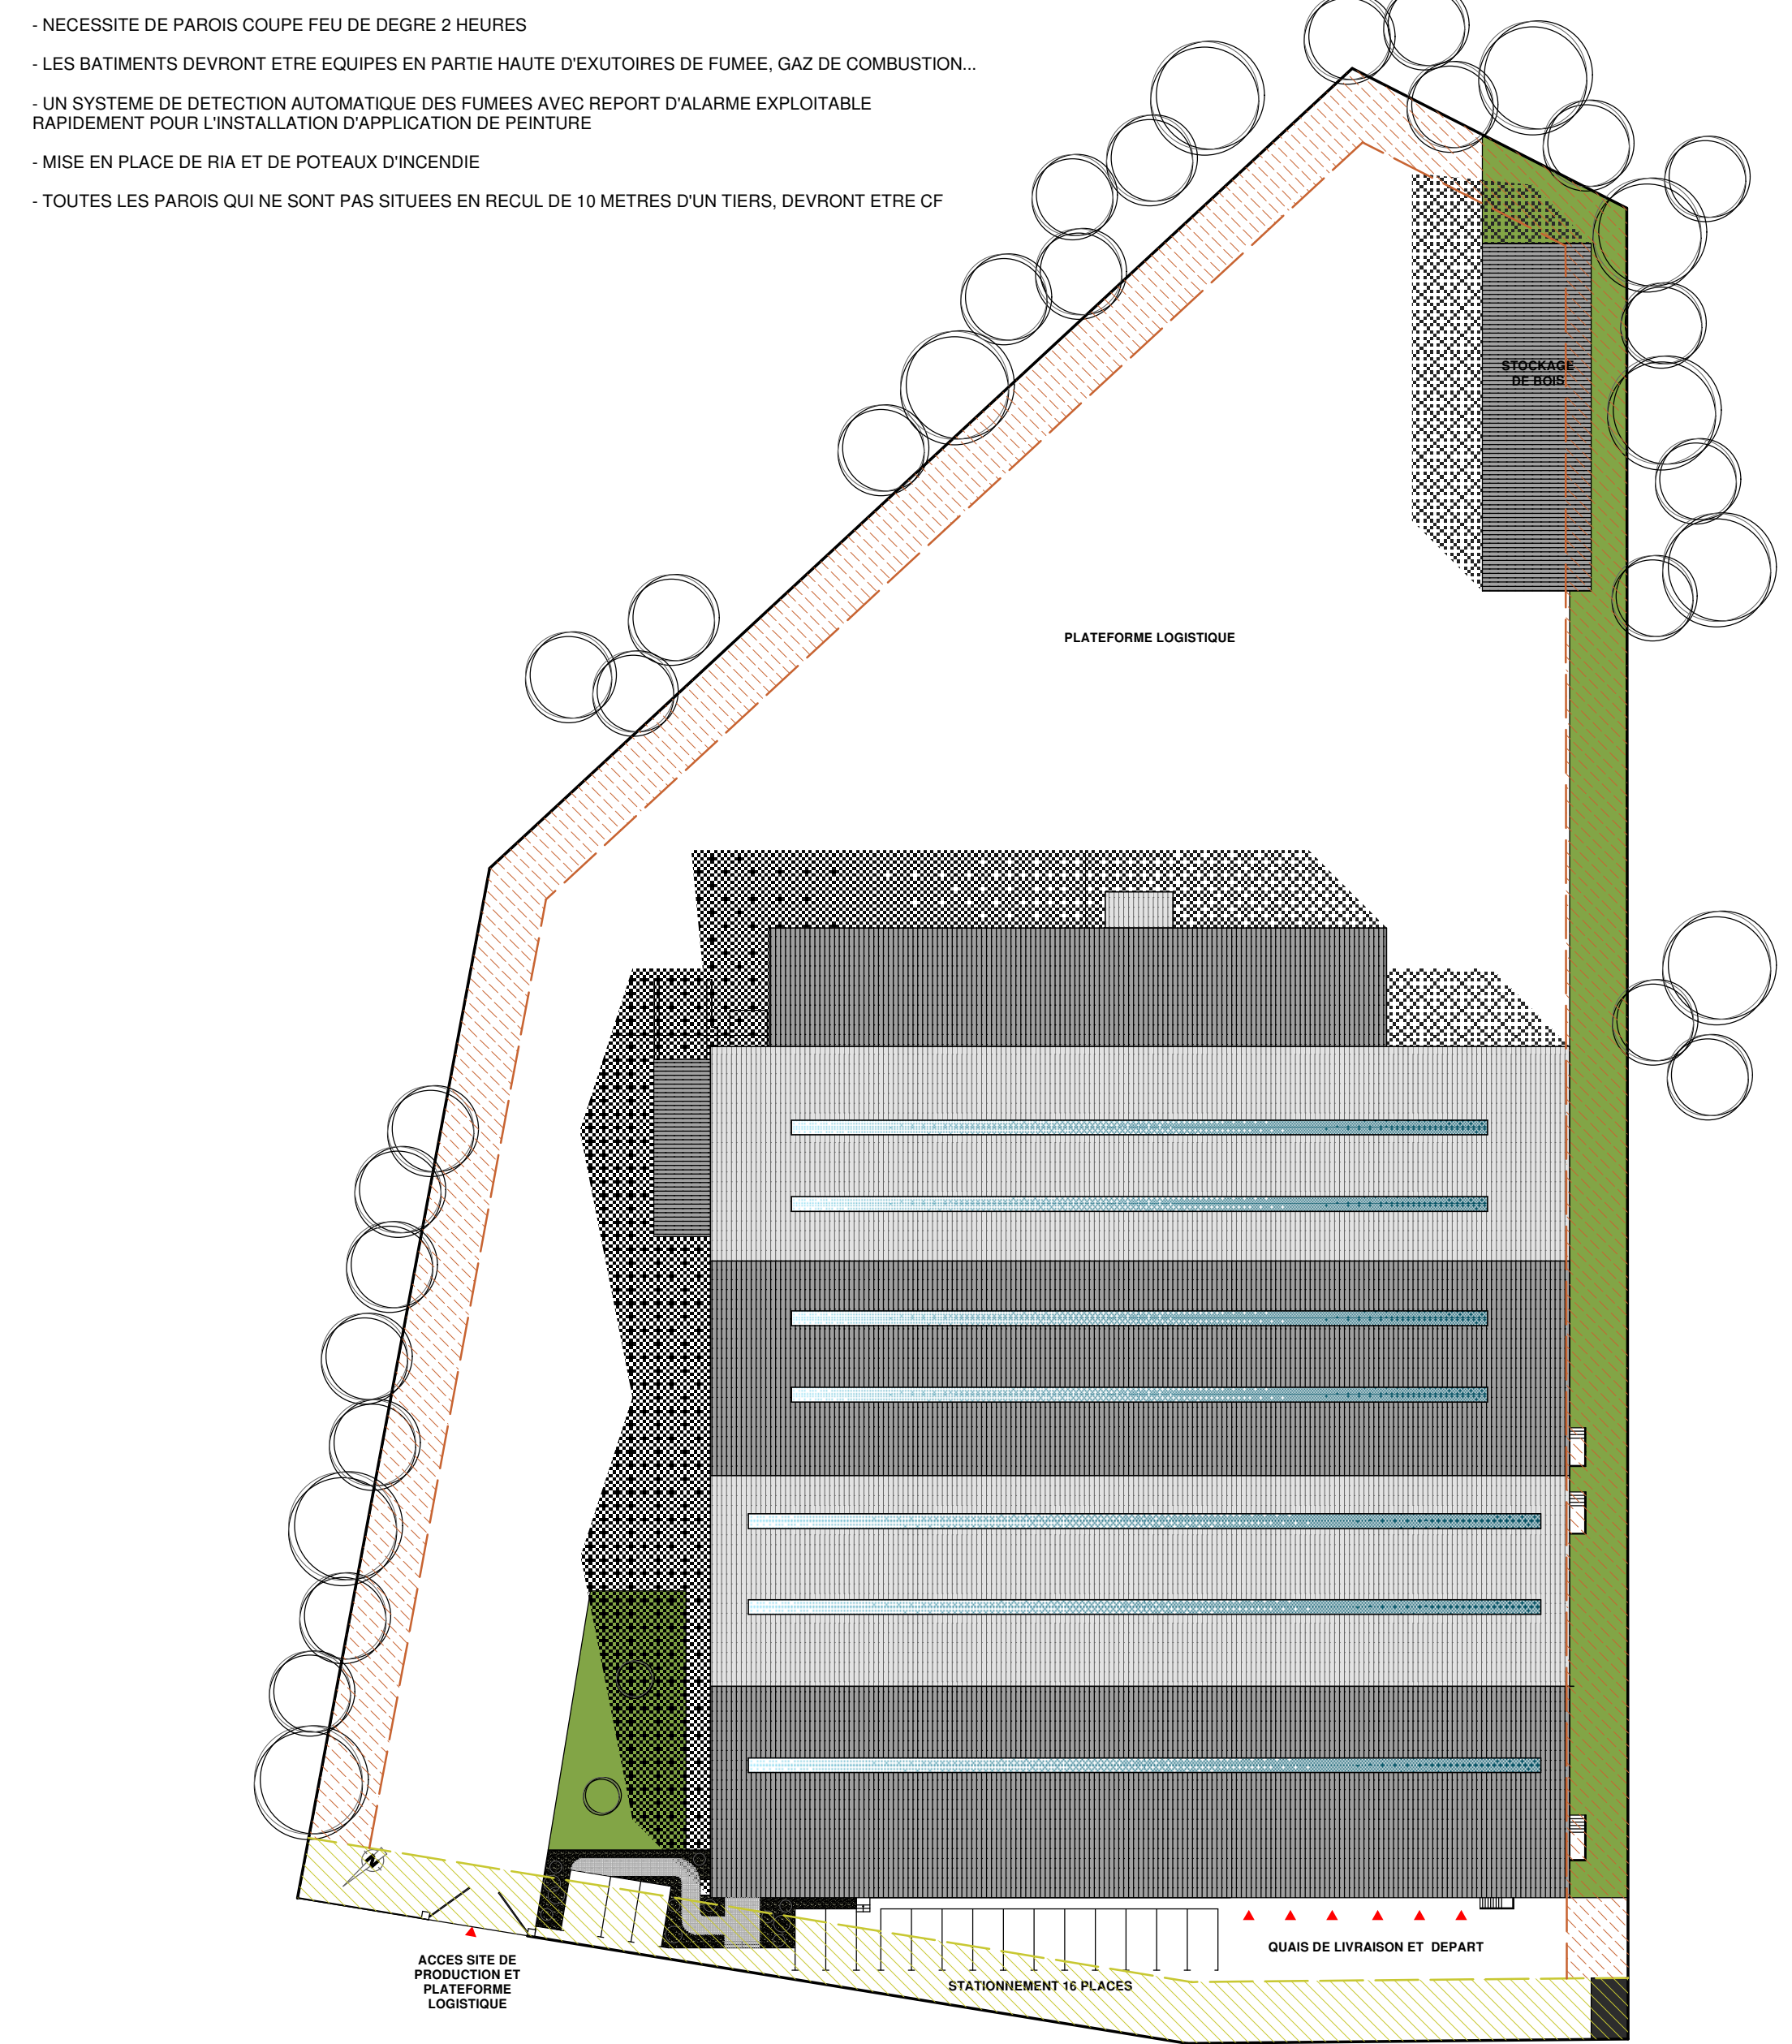 - NECESSITE DE PAROIS COUPE FEU DE DEGRE 2 HEURES
- LES BATIMENTS DEVRONT ETRE EQUIPES EN PARTIE HAUTE D'EXUTOIRES DE FUMEE, GAZ DE COMBUSTION...
- UN SYSTEME DE DETECTION AUTOMATIQUE DES FUMEES AVEC REPORT D'ALARME EXPLOITABLE
RAPIDEMENT POUR L'INSTALLATION D'APPLICATION DE PEINTURE
- MISE EN PLACE DE RIA ET DE POTEAUX D'INCENDIE
- TOUTES LES PAROIS QUI NE SONT PAS SITUEES EN RECUL DE 10 METRES D'UN TIERS, DEVRONT ETRE CF
STOCKAGE
DE BOIS
PLATEFORME LOGISTIQUE
N
ACCES SITE DE
PRODUCTION ET
PLATEFORME
LOGISTIQUE
QUAIS DE LIVRAISON ET DEPART
STATIONNEMENT 16 PLACES